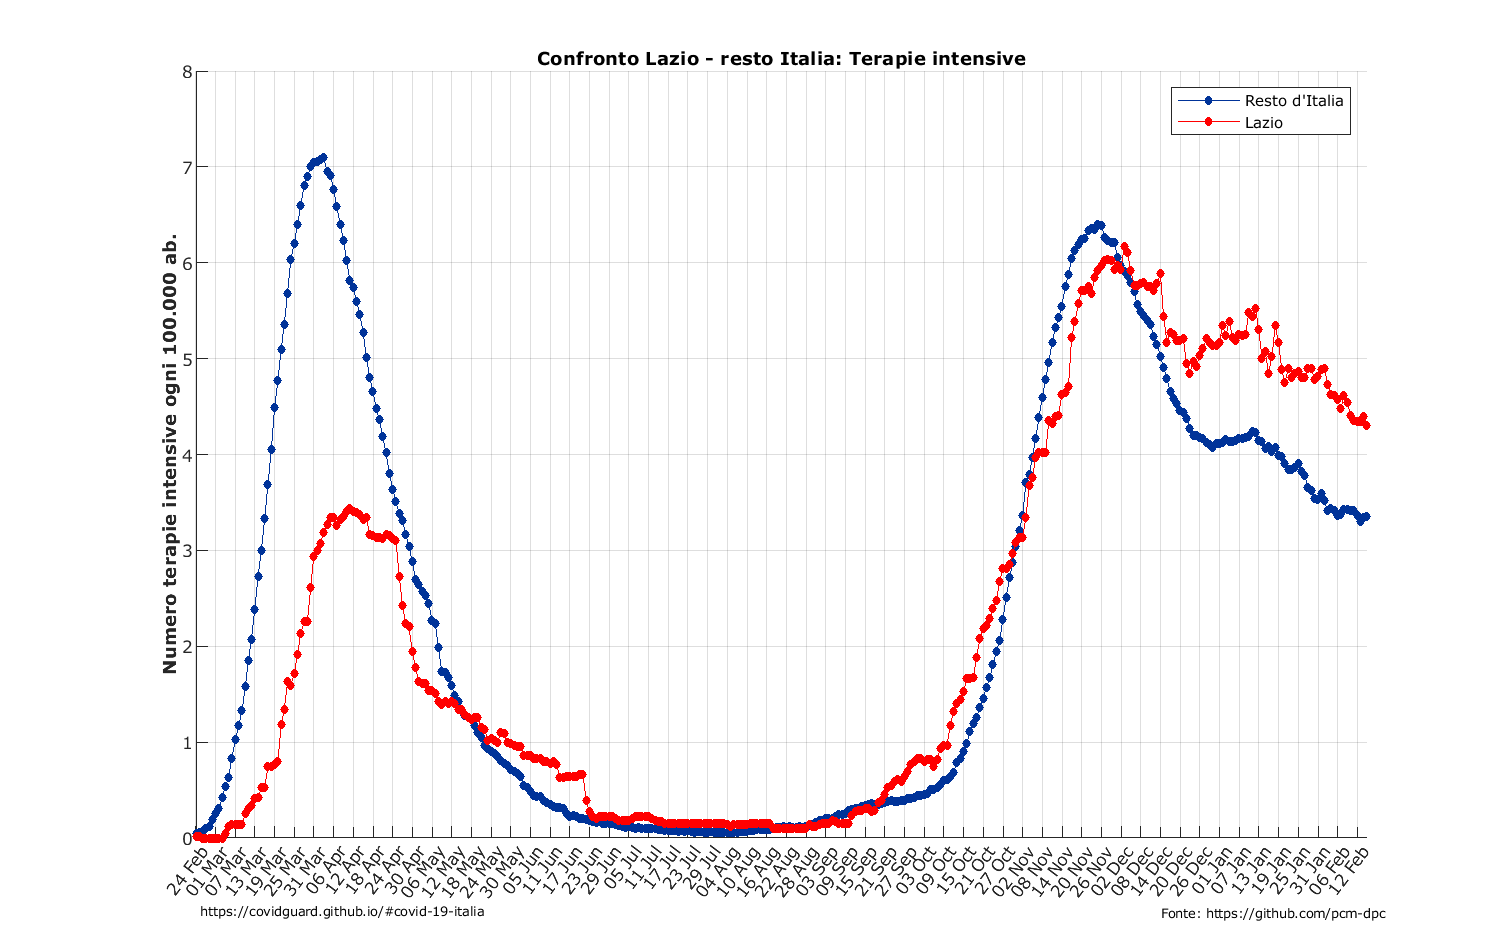 Confronto Lazio - resto Italia: Terapie intensive
Resto d'Italia
Lazio
Numero terapie intensive ogni 100.000 ab.
8
7
6
5
4
3
2
1
0
24 Feb
01 Mar
07 Mar
13 Mar
19 Mar
25 Mar
31 Mar
06 Apr
12 Apr
18 Apr
24 Apr
30 Apr
06 May
12 May
18 May
24 May
30 May
05 Jun
11 Jun
17 Jun
23 Jun
29 Jun
05 Jul
11 Jul
17 Jul
23 Jul
29 Jul
04 Aug
10 Aug
16 Aug
22 Aug
28 Aug
03 Sep
09 Sep
15 Sep
21 Sep
27 Sep
03 Oct
09 Oct
15 Oct
21 Oct
27 Oct
02 Nov
08 Nov
14 Nov
20 Nov
26 Nov
02 Dec
08 Dec
14 Dec
20 Dec
26 Dec
01 Jan
07 Jan
13 Jan
19 Jan
25 Jan
31 Jan
06 Feb
12 Feb
https://covidguard.github.io/#covid-19-italia
Fonte: https://github.com/pcm-dpc